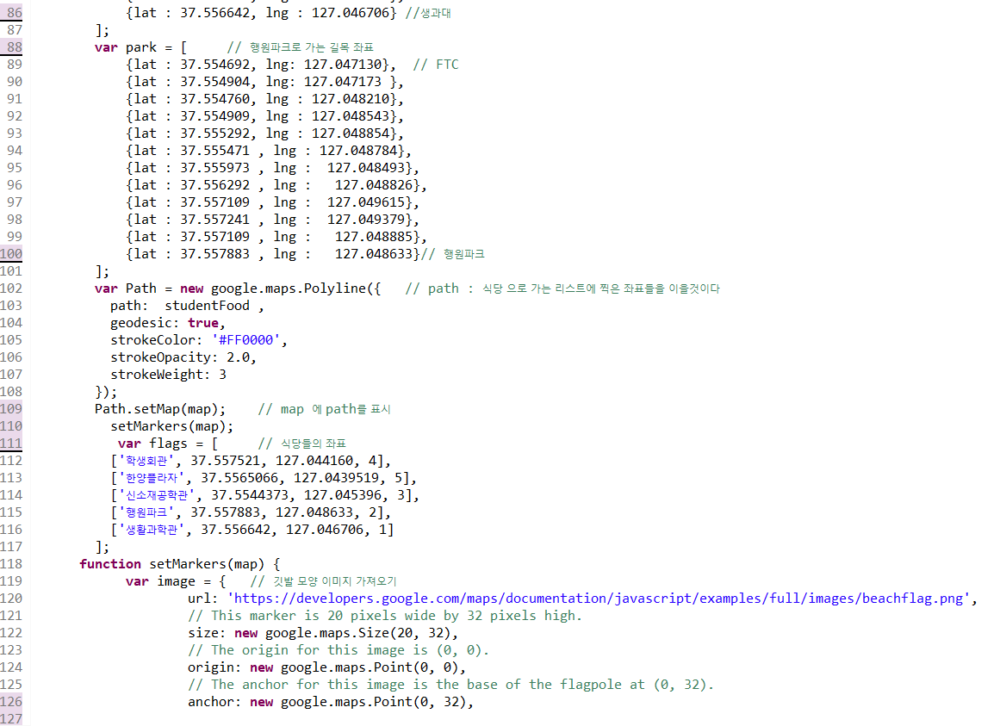 86 {lat : 37.556642, lng : 127.046706} //생과대
87 ];
88 var park = [ // 행원파크로 가는 길목 좌표
89 {lat : 37.554692, lng: 127.047130}, // FTC
90 {lat : 37.554904, lng: 127.047173 },
91 {lat : 37.554760, lng : 127.048210},
92 {lat : 37.554909, lng : 127.048543},
93 {lat : 37.555292, lng : 127.048854},
94 {lat : 37.555471 , lng : 127.048784},
95 {lat : 37.555973 , lng : 127.048493},
96 {lat : 37.556292 , lng : 127.048826},
97 {lat : 37.557109 , lng : 127.049615},
98 {lat : 37.557241 , lng : 127.049379},
99 {lat : 37.557109 , lng : 127.048885},
100 {lat : 37.557883 , lng : 127.048633}// 행원파크
101 ];
102 var Path = new google.maps.Polyline({ // path : 식당 으로 가는 리스트에 찍은 좌표들을 이을것이다
103 path: studentFood ,
104 geodesic: true,
105 strokeColor: '#FF0000',
106 strokeOpacity: 2.0,
107 strokeWeight: 3
108 });
109 Path.setMap(map); // map 에 path를 표시
110 setMarkers(map);
111 var flags = [ // 식당들의 좌표
112 ['학생회관', 37.557521, 127.044160, 4],
113 ['한양플라자', 37.5565066, 127.0439519, 5],
114 ['신소재공학관', 37.5544373, 127.045396, 3],
115 ['행원파크', 37.557883, 127.048633, 2],
116 ['생활과학관', 37.556642, 127.046706, 1]
117 ];
118 function setMarkers(map) {
119 var image = { // 깃발 모양 이미지 가져오기
120 url: 'https://developers.google.com/maps/documentation/javascript/examples/full/images/beachflag.png',
121 // This marker is 20 pixels wide by 32 pixels high.
122 size: new google.maps.Size(20, 32),
123 // The origin for this image is (0, 0).
124 origin: new google.maps.Point(0, 0),
125 // The anchor for this image is the base of the flagpole at (0, 32).
126 anchor: new google.maps.Point(0, 32),
127